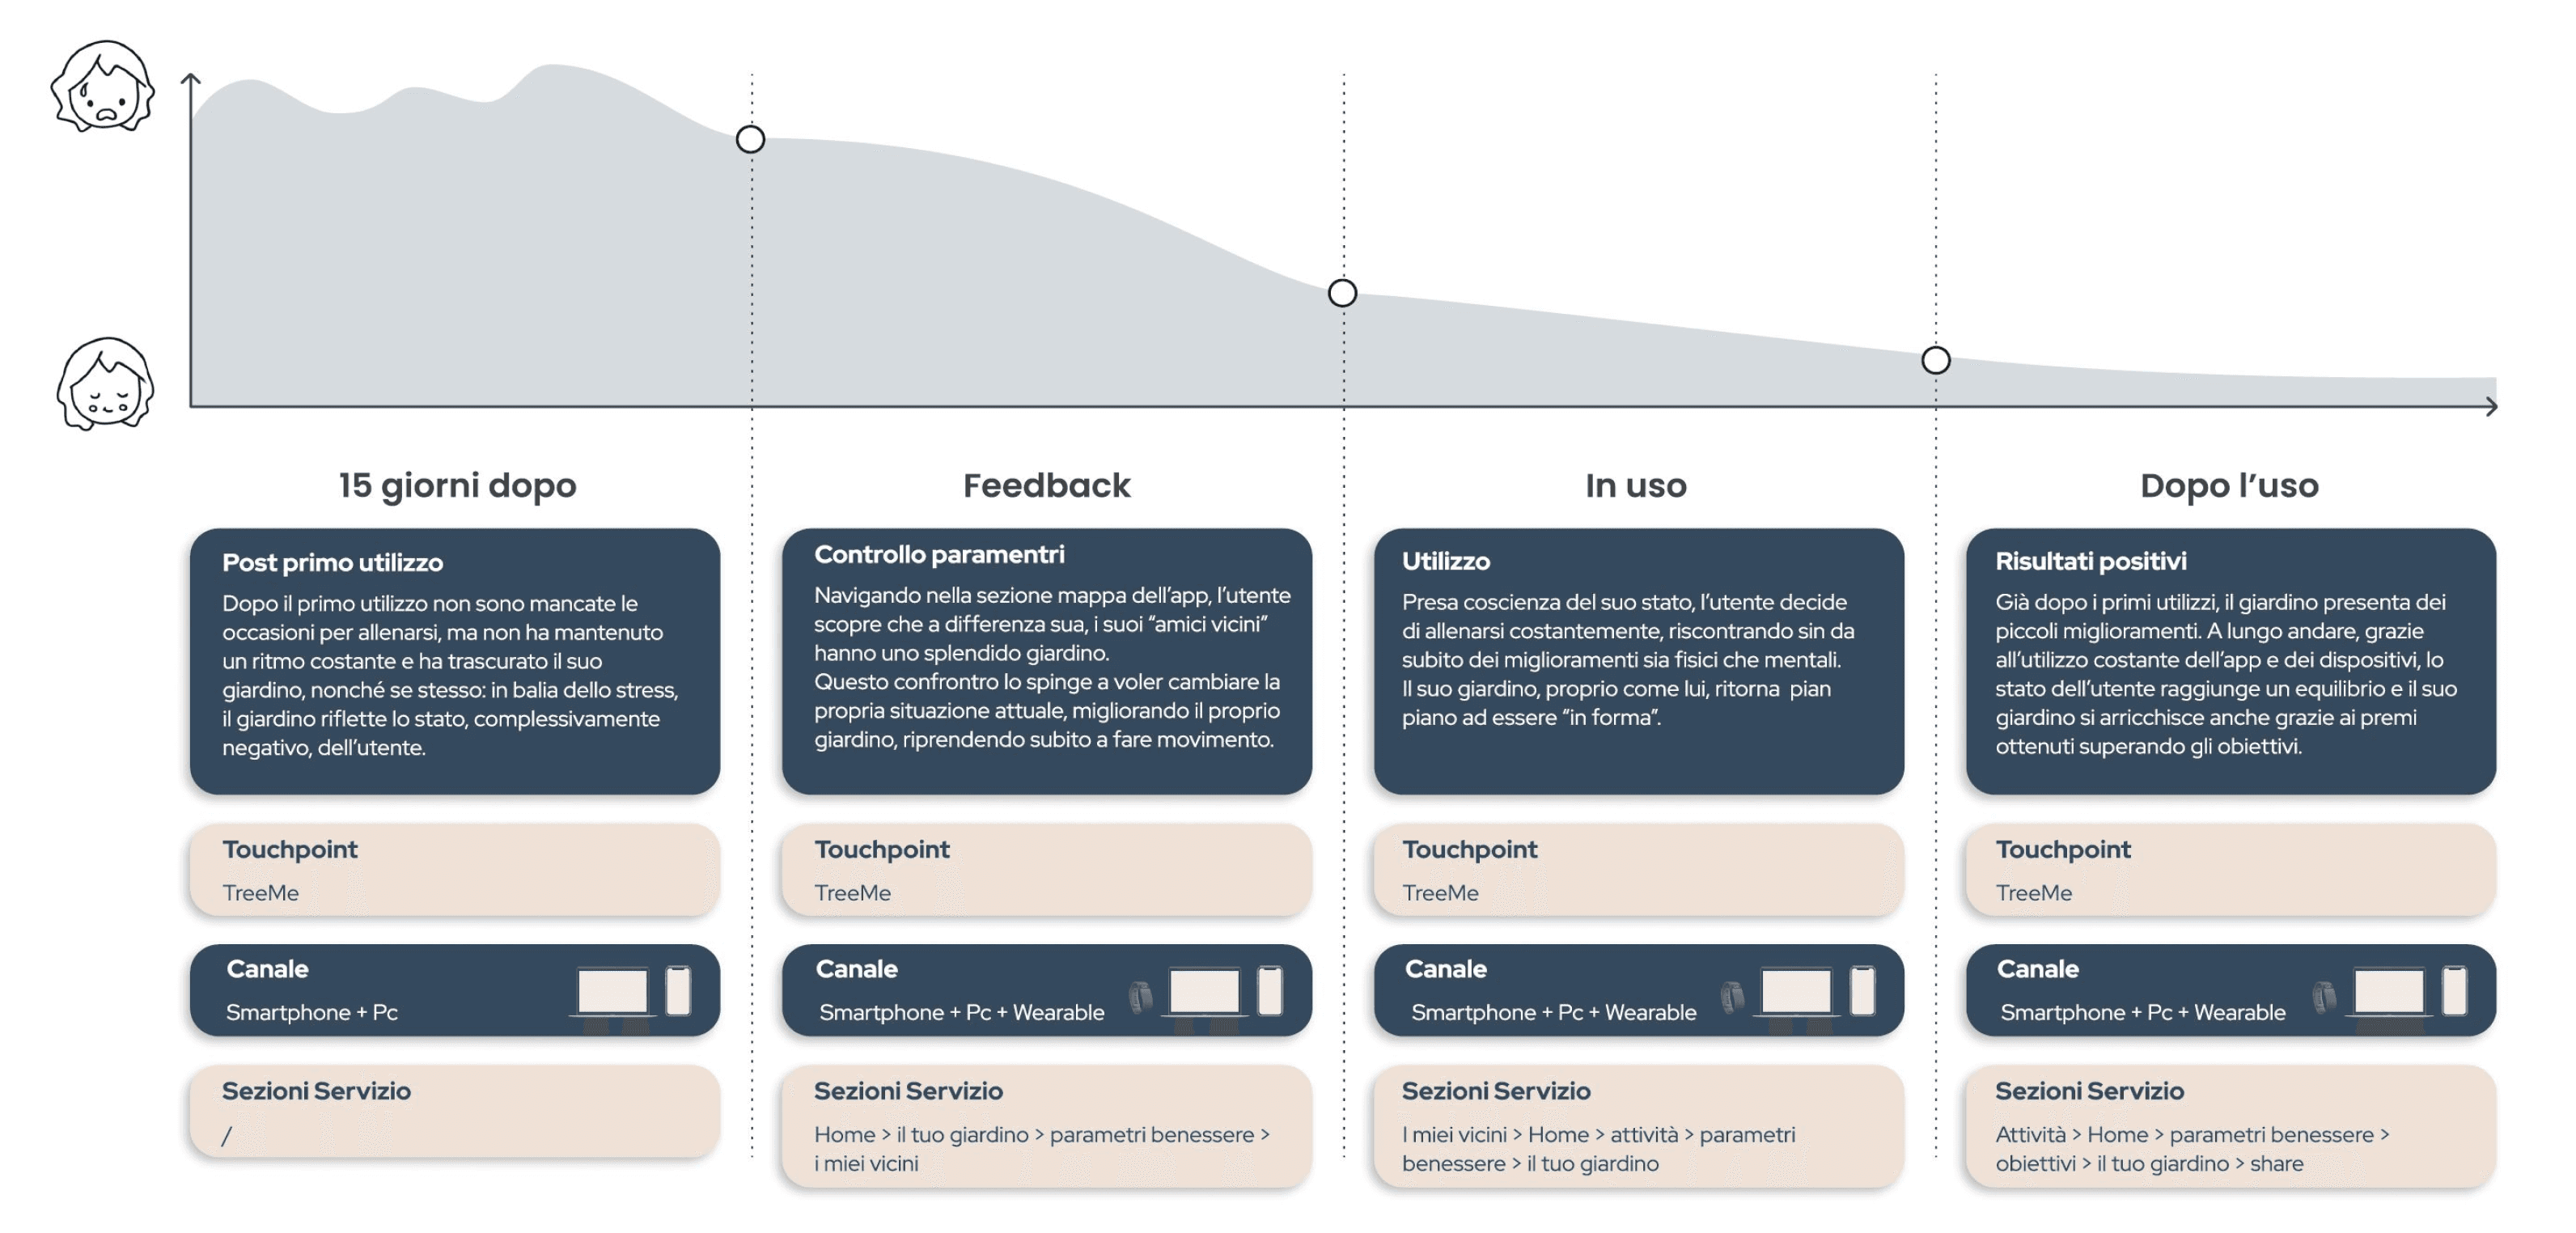 15 giorni dopo
Post primo utilizzo
Dopo il primo utilizzo non sono mancate le
occasioni per allenarsi, ma non ha mantenuto
un ritmo costante e ha trascurato il suo
giardino, nonché se stesso: in balia dello stress,
il giardino riflette lo stato, complessivamente
negativo, dell'utente.
Touchpoint
TreeMe
Canale
Smartphone + Pc
Sezioni Servizio
/
Feedback
Controllo paramentri
Navigando nella sezione mappa dell'app, l'utente
scopre che a differenza sua, i suoi “amici vicini”
hanno uno splendido giardino.
Questo confrontro lo spinge a voler cambiare la
propria situazione attuale, migliorando il proprio
giardino, riprendendo subito a fare movimento.
Touchpoint
TreeMe
Canale
Smartphone + Pc + Wearable
Sezioni Servizio
Home > il tuo giardino > parametri benessere >
i miei vicini
In uso
Utilizzo
Presa coscienza del suo stato, l'utente decide
di allenarsi costantemente, riscontrando sin da
subito dei miglioramenti sia fisici che mentali.
Il suo giardino, proprio come lui, ritorna pian
piano ad essere “in forma”.
Touchpoint
TreeMe
Canale
Smartphone + Pc + Wearable
Sezioni Servizio
I miei vicini > Home > attività > parametri
benessere > il tuo giardino
Dopo l'uso
Risultati positivi
Già dopo i primi utilizzi, il giardino presenta dei
piccoli miglioramenti. A lungo andare, grazie
all'utilizzo costante dell'app e dei dispositivi, lo
stato dell'utente raggiunge un equilibrio e il suo
giardino si arricchisce anche grazie ai premi
ottenuti superando gli obiettivi.
Touchpoint
TreeMe
Canale
Smartphone + Pc + Wearable
Sezioni Servizio
Attività > Home > parametri benessere >
obiettivi > il tuo giardino > share